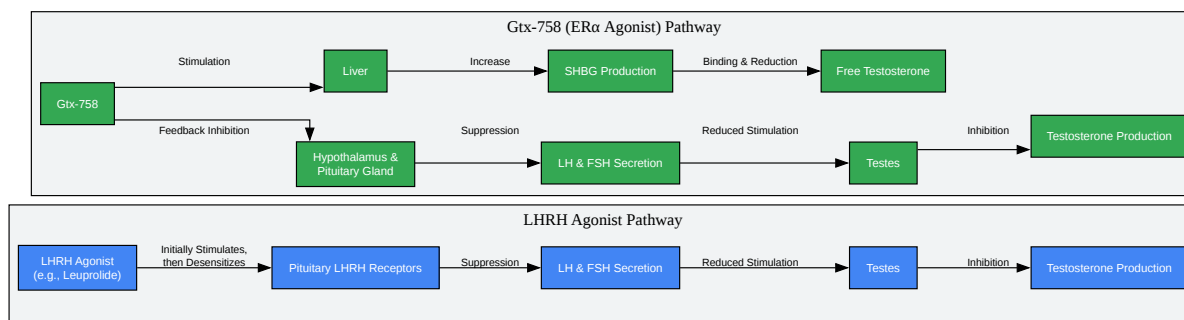 Gtx-758 (ERα Agonist) Pathway
Stimulation
Liver
Increase
SHBG Production
Binding & Reduction
Free Testosterone
Gtx-758
Feedback Inhibition
Hypothalamus &
Pituitary Gland
Suppression
LH & FSH Secretion
Reduced Stimulation
Testes
Inhibition
Testosterone Production
LHRH Agonist Pathway
LHRH Agonist
(e.g., Leuprolide)
Initially Stimulates,
then Desensitizes
Pituitary LHRH Receptors
Suppression
LH & FSH Secretion
Reduced Stimulation
Testes
Inhibition
Testosterone Production